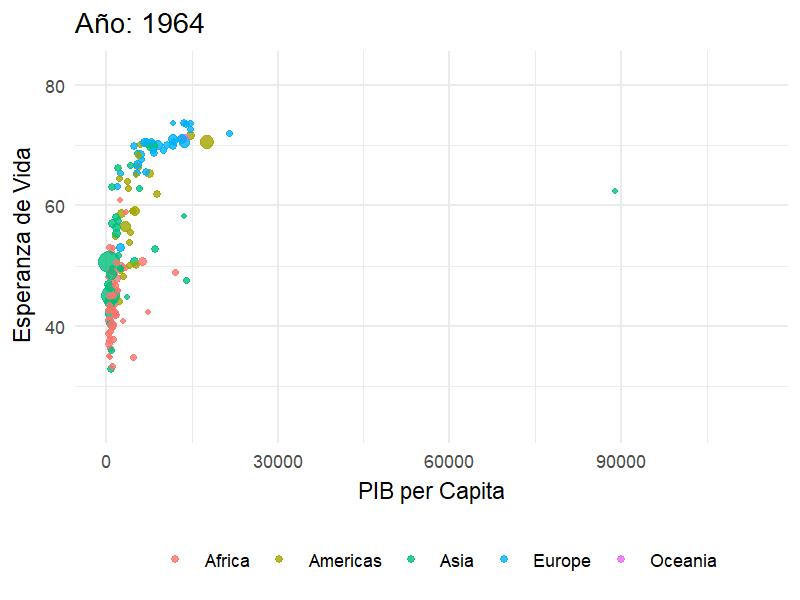 Año: 1964
80
60
40
Esperanza de Vida
0 30000 60000 90000
PIB per Capita
Africa Americas Asia Europe Oceania